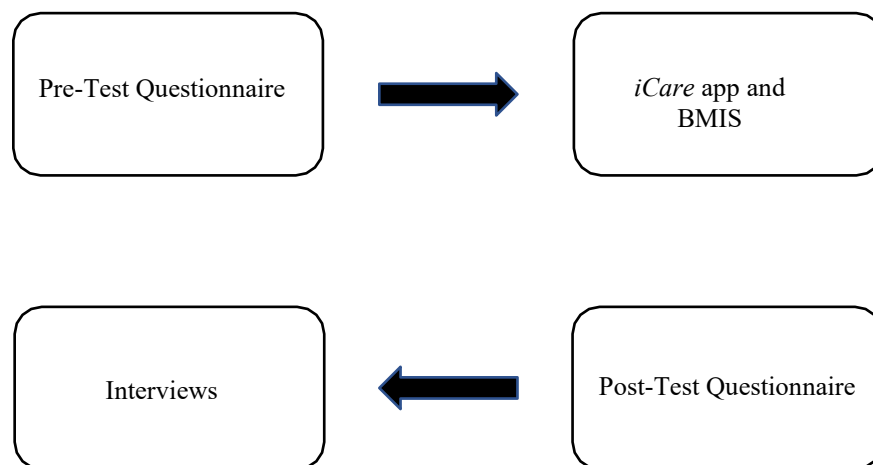 Pre-Test Questionnaire
iCare app and
BMIS
Interviews
Post-Test Questionnaire